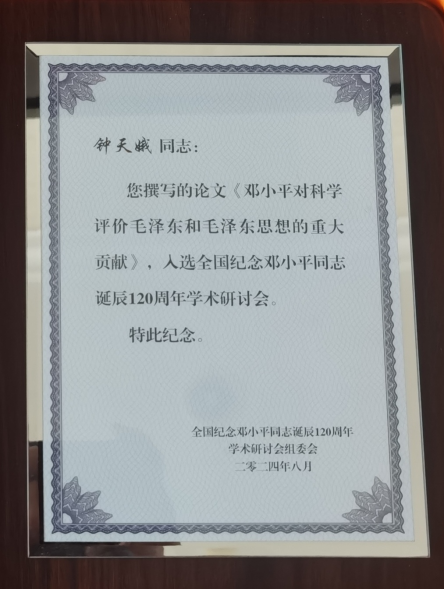 钟天娥 同志：
您撰写的论文《邓小平对科学
评价毛泽东和毛泽东思想的重大
贡献》，入选全国纪念邓小平同志
诞辰120周年学术研讨会。
特此纪念。
全国纪念邓小平同志诞辰120周年
学术研讨会组委会
二零二四年八月